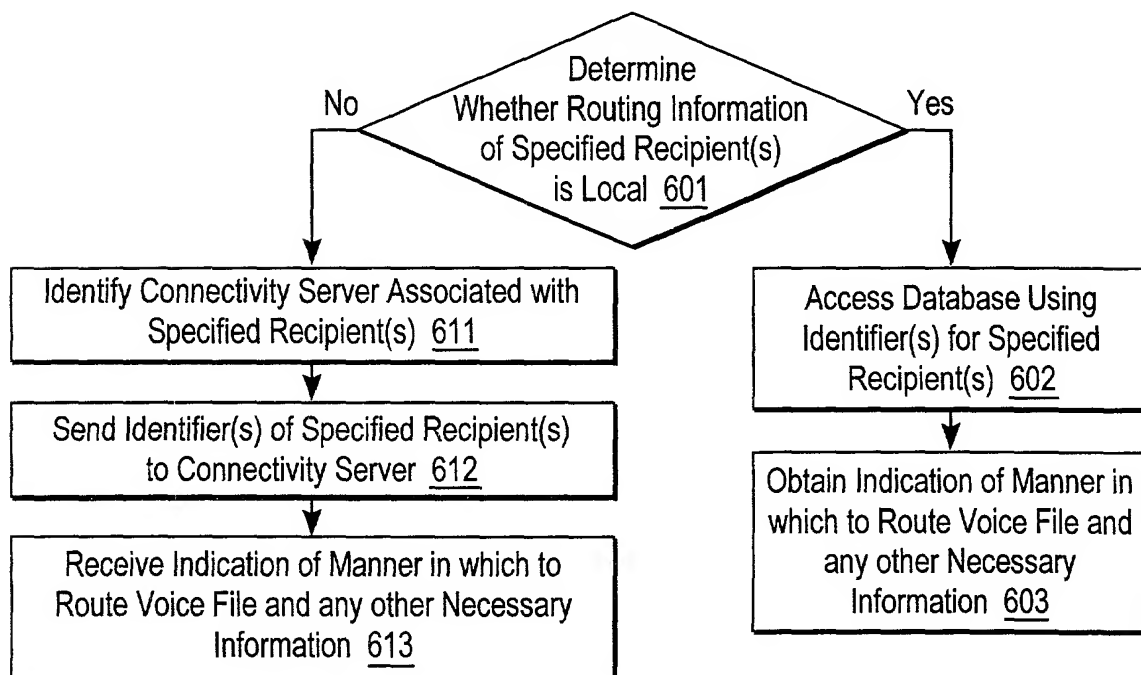 Determine
Whether Routing Information
of Specified Recipient(s)
is Local 601
No
Yes
Identify Connectivity Server Associated with
Specified Recipient(s) 611
Send Identifier(s) of Specified Recipient(s)
to Connectivity Server 612
Receive Indication of Manner in which to
Route Voice File and any other Necessary
Information 613
Access Database Using
Identifier(s) for Specified
Recipient(s) 602
Obtain Indication of Manner in
which to Route Voice File and
any other Necessary
Information 603